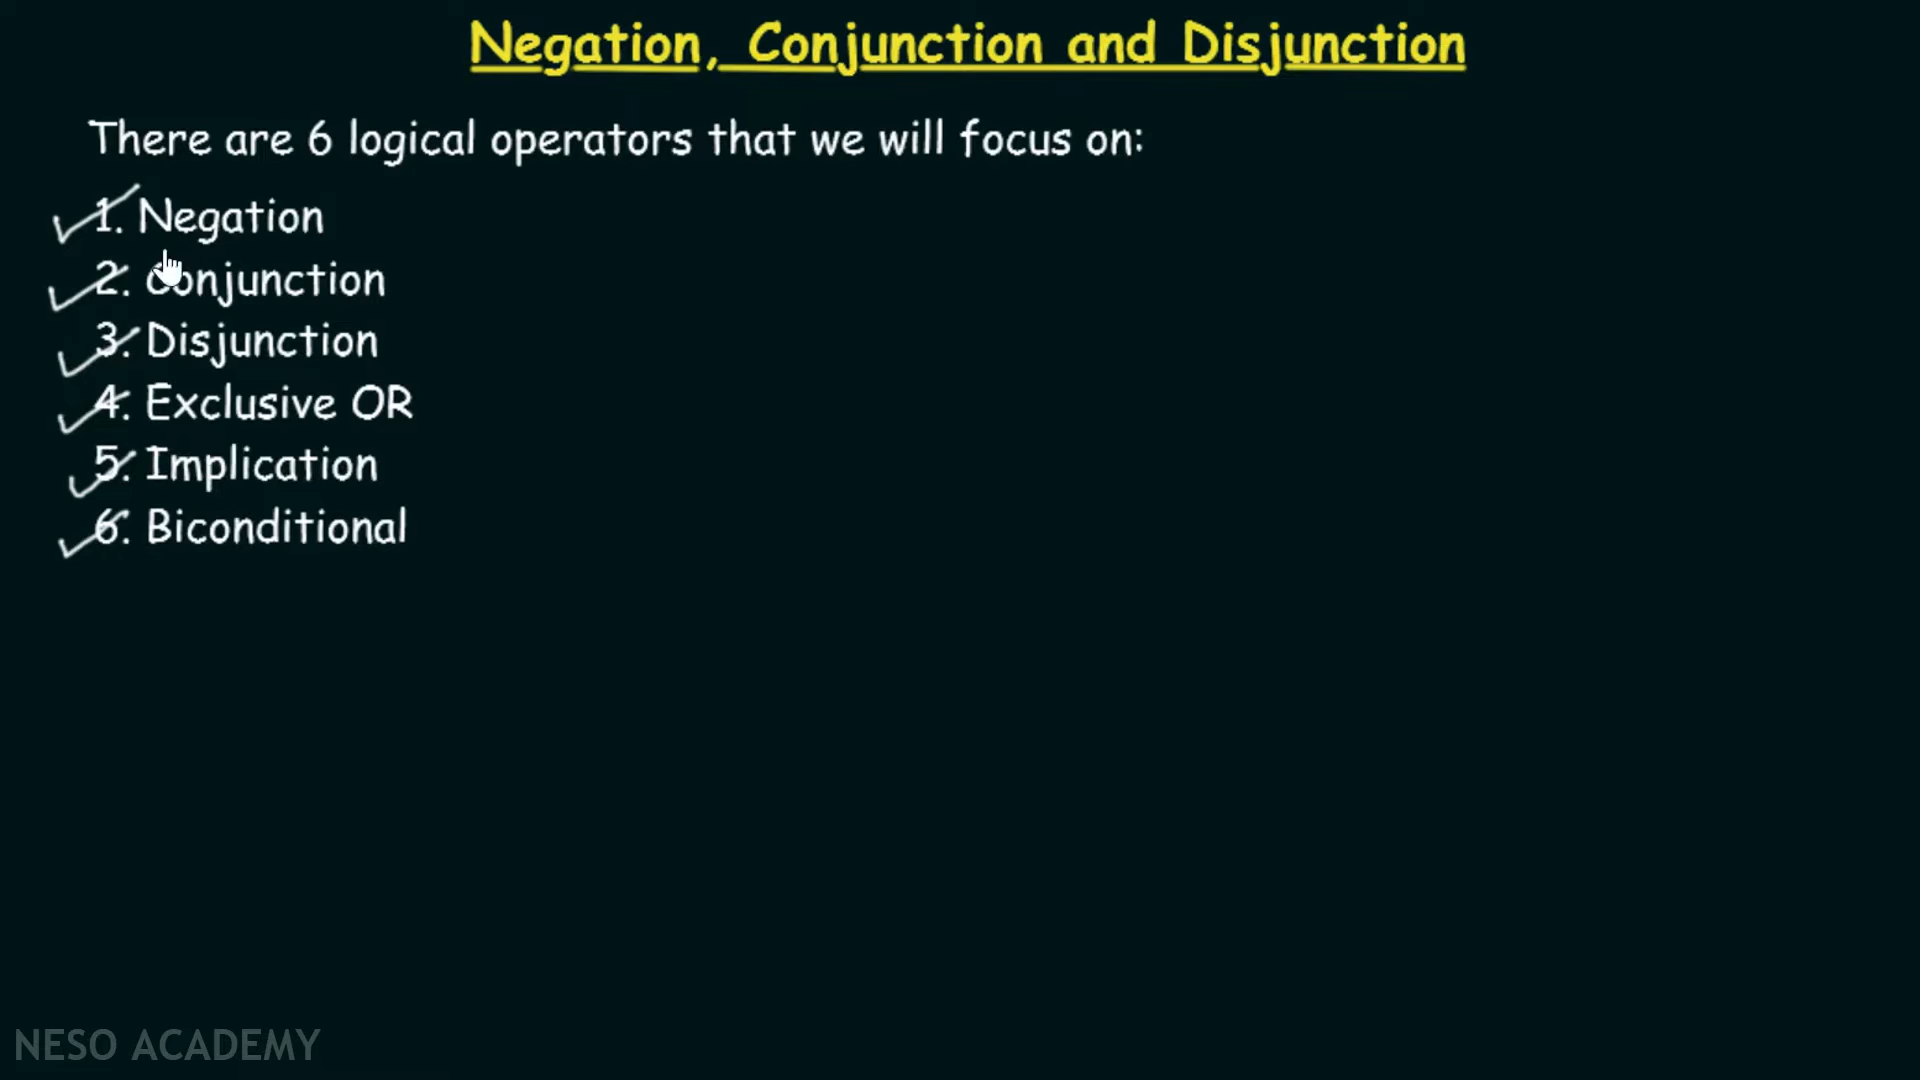 Negation, Conjunction and Disjunction
There are 6 logical operators that we will focus on:
1. Negation
2. Conjunction
3. Disjunction
4. Exclusive OR
5. Implication
6. Biconditional
NESO ACADEMY